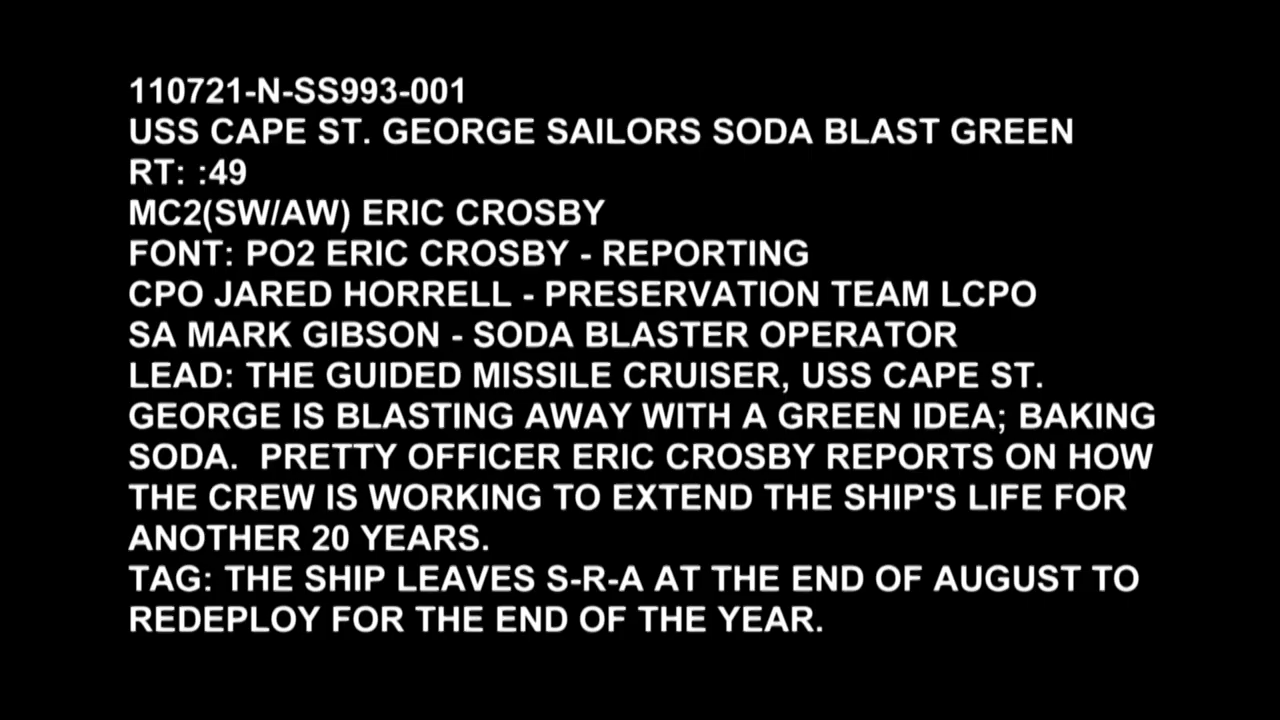 110721-N-SS993-001
USS CAPE ST. GEORGE SAILORS SODA BLAST GREEN
RT: :49
MC2(SW/AW) ERIC CROSBY
FONT: PO2 ERIC CROSBY - REPORTING
CPO JARED HORRELL - PRESERVATION TEAM LCPO
SA MARK GIBSON - SODA BLASTER OPERATOR
LEAD: THE GUIDED MISSILE CRUISER, USS CAPE ST.
GEORGE IS BLASTING AWAY WITH A GREEN IDEA; BAKING
SODA.  PRETTY OFFICER ERIC CROSBY REPORTS ON HOW
THE CREW IS WORKING TO EXTEND THE SHIP'S LIFE FOR
ANOTHER 20 YEARS.
TAG: THE SHIP LEAVES S-R-A AT THE END OF AUGUST TO
REDEPLOY FOR THE END OF THE YEAR.